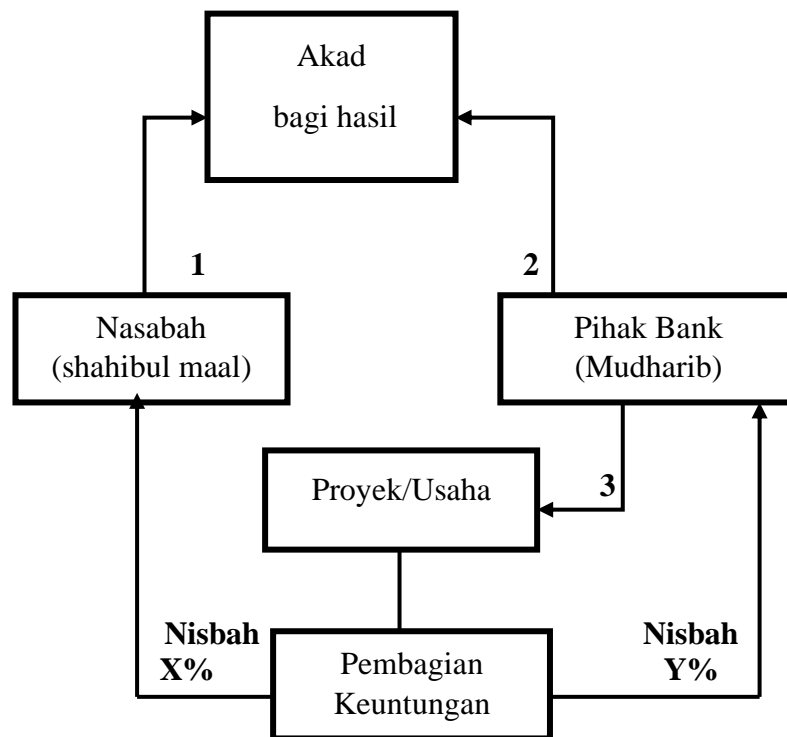 Akad
bagi hasil
1
2
Nasabah
(shahibul maal)
Pihak Bank
(Mudharib)
Proyek/Usaha
3
Nisbah
X%
Pembagian
Keuntungan
Nisbah
Y%